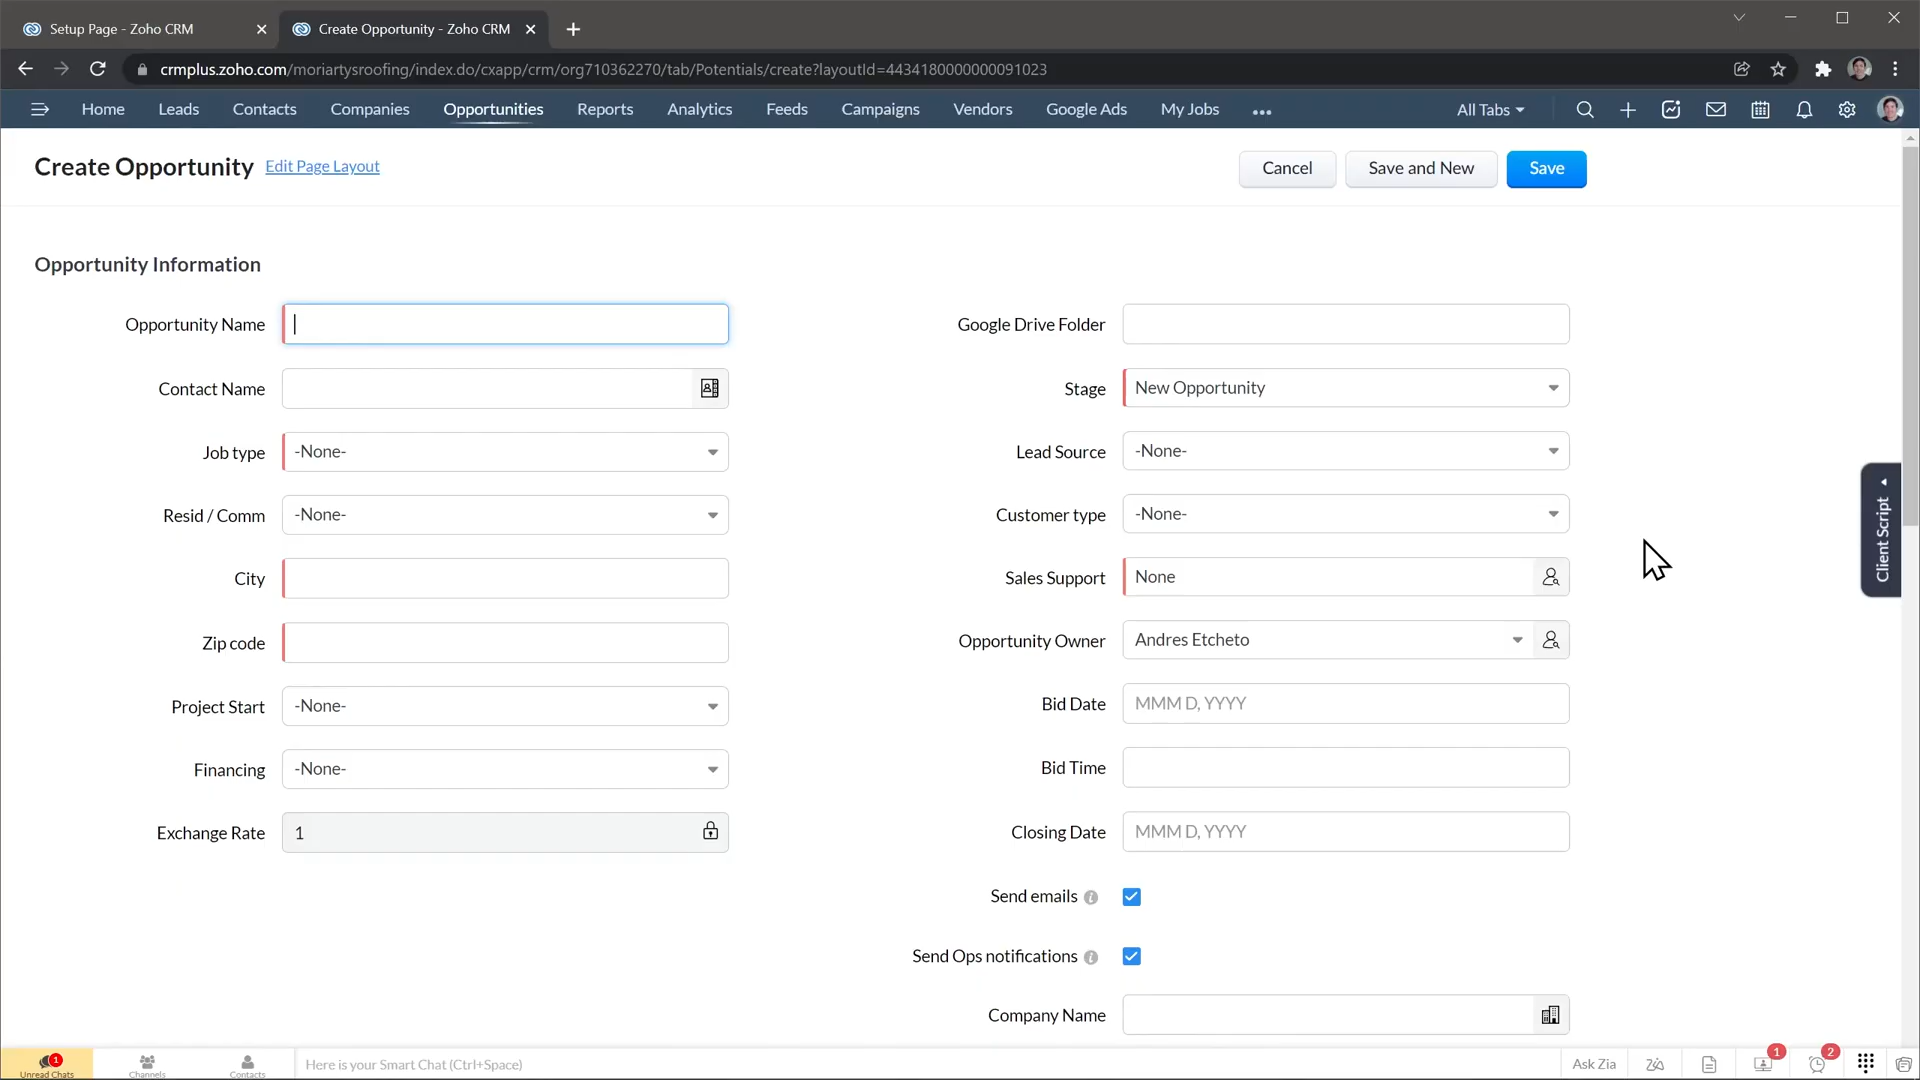 Setup Page - Zoho CRM
Create Opportunity - Zoho CRM
crmplus.zoho.com/moriartysroofing/index.do/cxapp/crm/org710362270/tab/Potentials/create?layoutId=4434180000000091023
Home Leads Contacts Companies Opportunities Reports Analytics Feeds Campaigns Vendors Google Ads My Jobs ... All Tabs
Create Opportunity Edit Page Layout Cancel Save and New Save
Opportunity Information
Opportunity Name
Contact Name
Job type -None-
Resid / Comm -None-
City
Zip code
Project Start -None-
Financing -None-
Exchange Rate 1
Google Drive Folder
Stage New Opportunity
Lead Source -None-
Customer type -None-
Sales Support None
Opportunity Owner Andres Etcheto
Bid Date MMM D, YYYY
Bid Time
Closing Date MMM D, YYYY
Send emails
Send Ops notifications
Company Name
Client Script
1
Unread Chats Channels Contacts Here is your Smart Chat (Ctrl+Space) Ask Zia 1 2